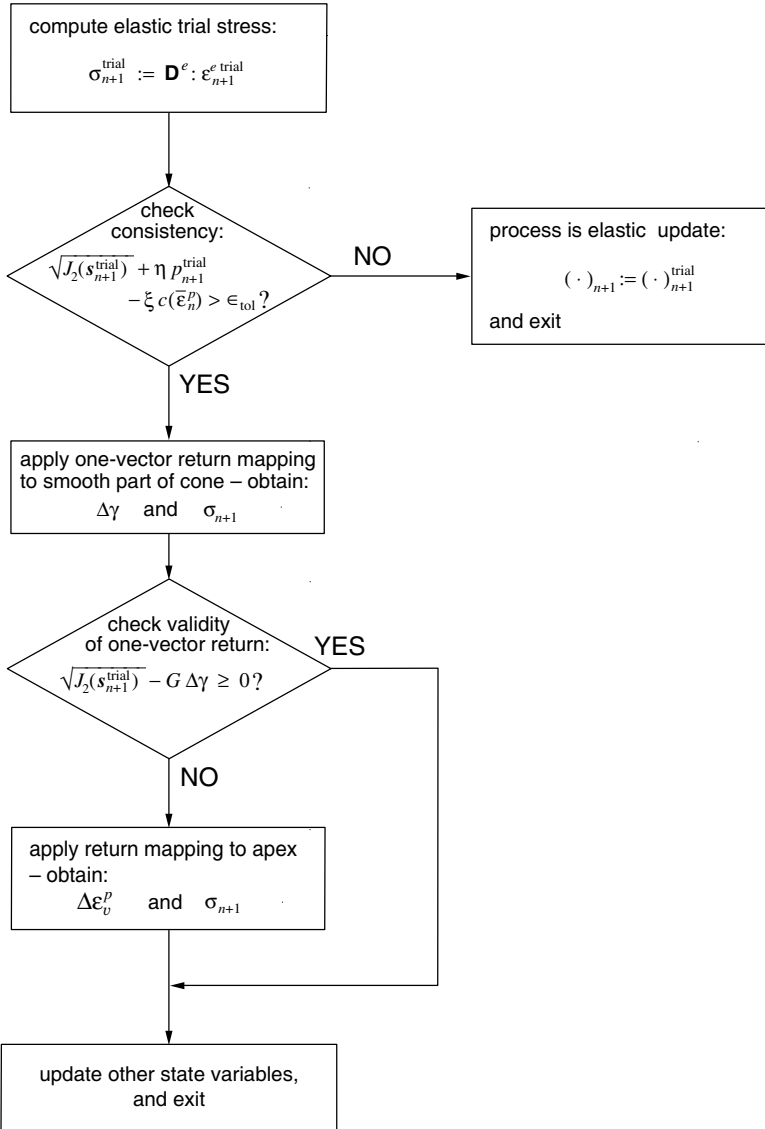 compute elastic trial stress:
σ_{n+1}^{trial} := D^e : ε_{n+1}^{e trial}
check
consistency:
√J₂(s_{n+1}^{trial}) + η p_{n+1}^{trial}
− ξ c(ε̄_n^p) > ∈_{tol} ?
NO
process is elastic update:
( · )_{n+1} := ( · )_{n+1}^{trial}
and exit
YES
apply one-vector return mapping
to smooth part of cone – obtain:
Δγ and σ_{n+1}
check validity
of one-vector return:
√J₂(s_{n+1}^{trial}) − G Δγ ≥ 0 ?
YES
NO
apply return mapping to apex
– obtain:
Δε_v^p and σ_{n+1}
update other state variables,
and exit